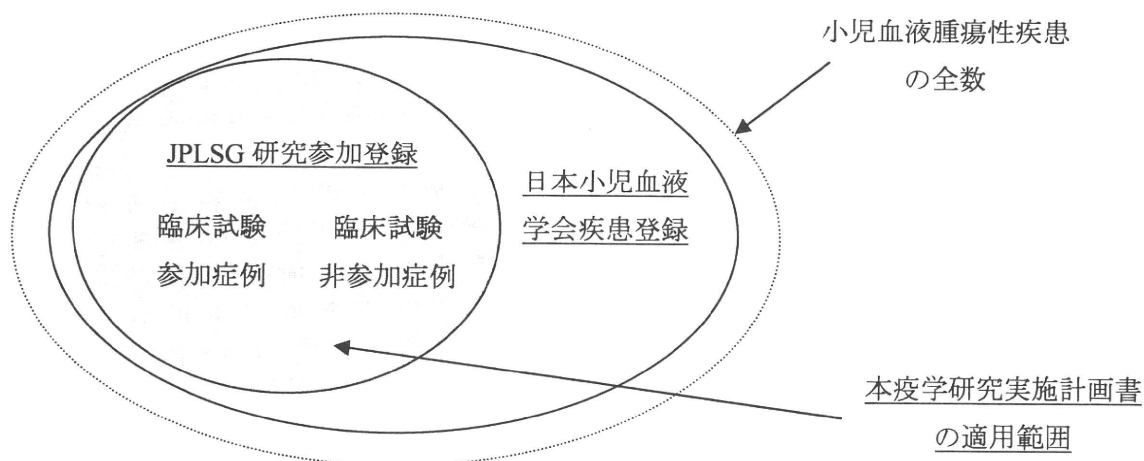 小児血液腫瘍性疾患
の全数
JPLSG 研究参加登録
臨床試験
参加症例
臨床試験
非参加症例
日本小児血液
学会疾患登録
本疫学研究実施計画書
の適用範囲